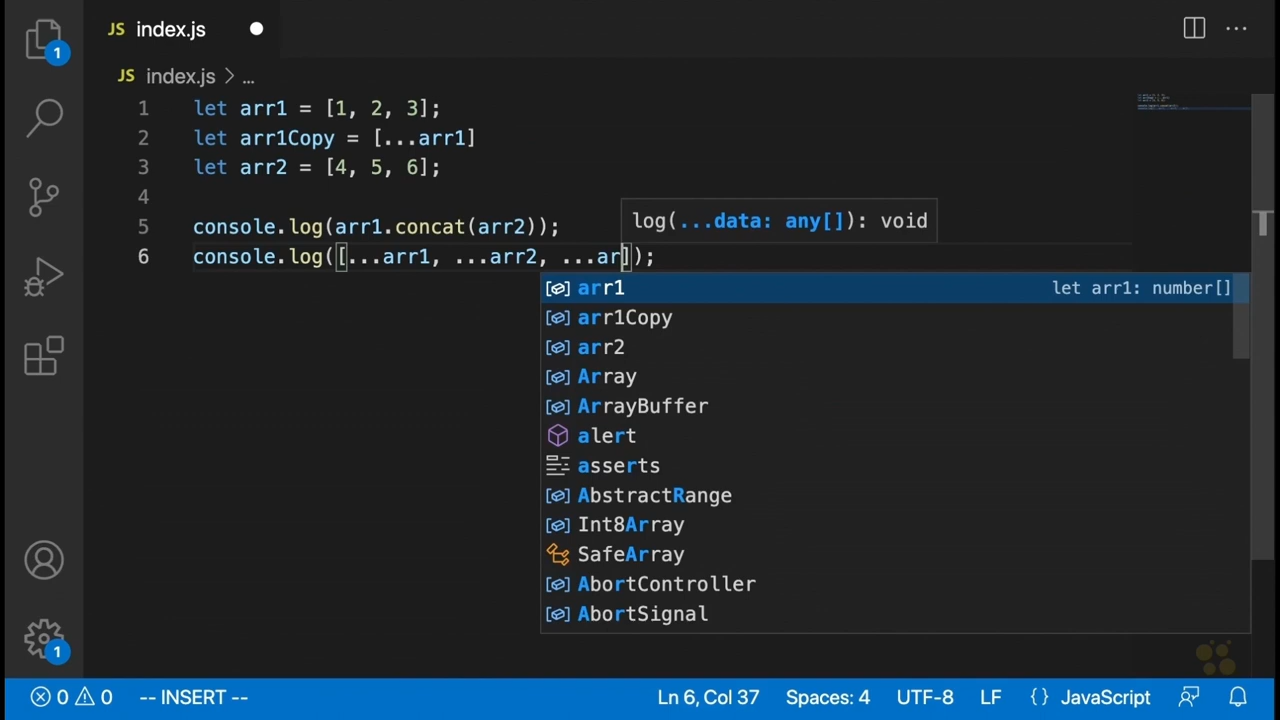 1
JS index.js
JS index.js > ...
1 let arr1 = [1, 2, 3];
2 let arr1Copy = [...arr1]
3 let arr2 = [4, 5, 6];
4
log(...data: any[]): void
5 console.log(arr1.concat(arr2));
6 console.log([...arr1, ...arr2, ...ar]);
arr1 let arr1: number[]
arr1Copy
arr2
Array
ArrayBuffer
alert
asserts
AbstractRange
Int8Array
SafeArray
AbortController
AbortSignal
1
0 0 -- INSERT -- Ln 6, Col 37 Spaces: 4 UTF-8 LF {} JavaScript